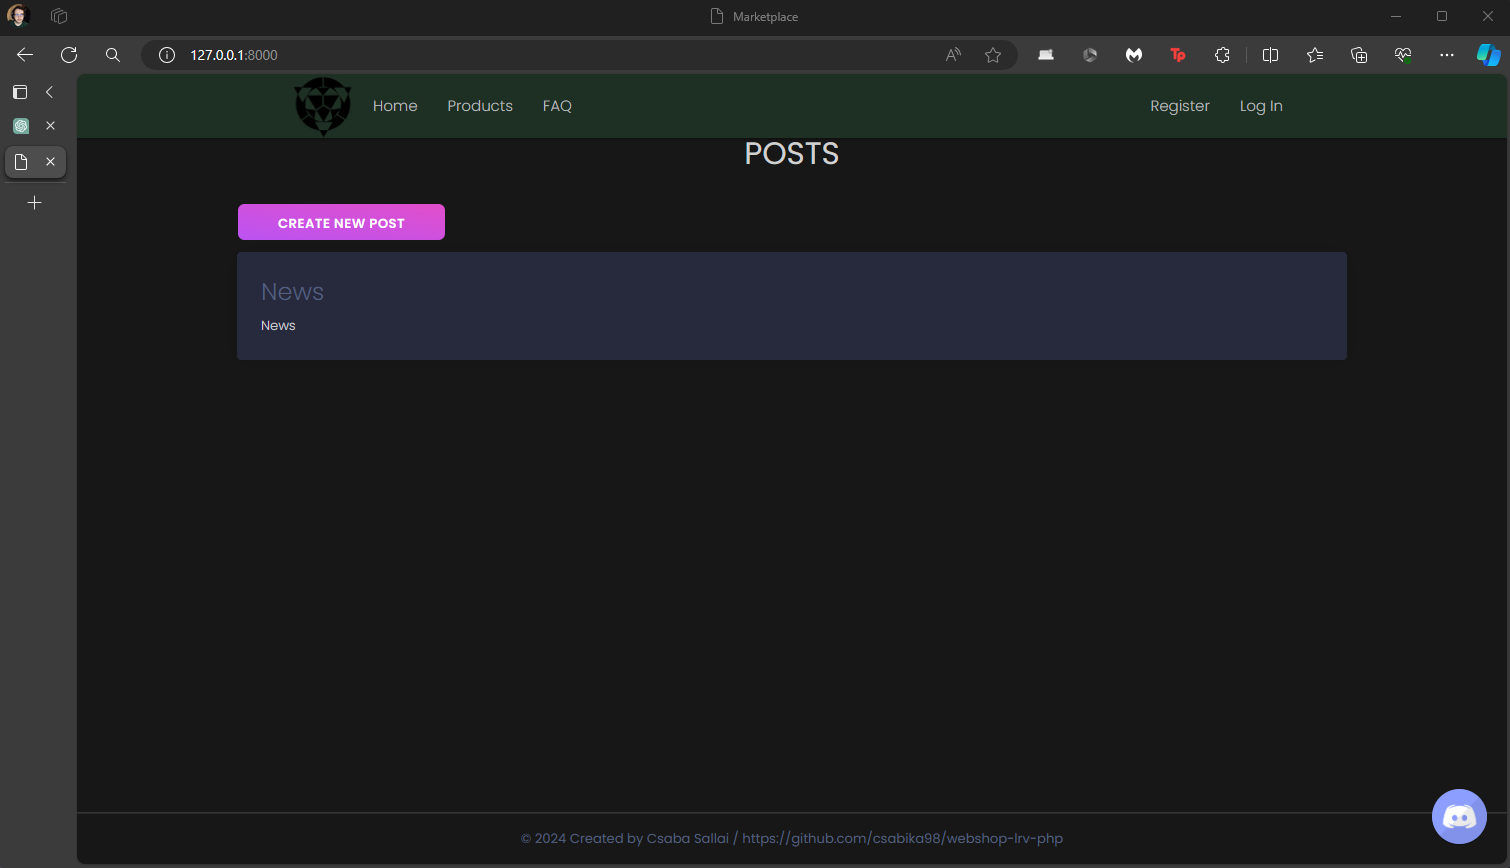 Marketplace
127.0.0.1:8000
Home Products FAQ Register Log In
POSTS
CREATE NEW POST
News
News
© 2024 Created by Csaba Sallai / https://github.com/csabika98/webshop-lrv-php